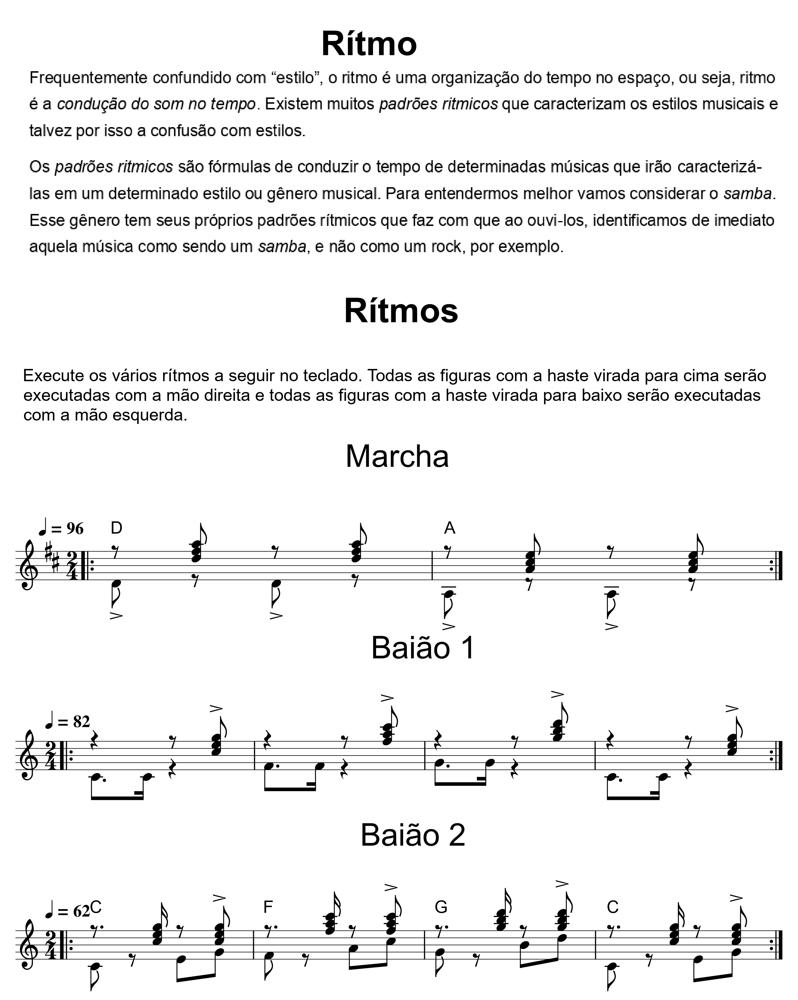 Rítmo
Frequentemente confundido com “estilo”, o ritmo é uma organização do tempo no espaço, ou seja, ritmo
é a condução do som no tempo. Existem muitos padrões ritmicos que caracterizam os estilos musicais e
talvez por isso a confusão com estilos.
Os padrões ritmicos são fórmulas de conduzir o tempo de determinadas músicas que irão caracterizá-
las em um determinado estilo ou gênero musical. Para entendermos melhor vamos considerar o samba.
Esse gênero tem seus próprios padrões rítmicos que faz com que ao ouvi-los, identificamos de imediato
aquela música como sendo um samba, e não como um rock, por exemplo.
Rítmos
Execute os vários rítmos a seguir no teclado. Todas as figuras com a haste virada para cima serão
executadas com a mão direita e todas as figuras com a haste virada para baixo serão executadas
com a mão esquerda.
Marcha
♩ = 96 D A
2
4
Baião 1
♩ = 82
2
4
Baião 2
♩ = 62 C F G C
2
4